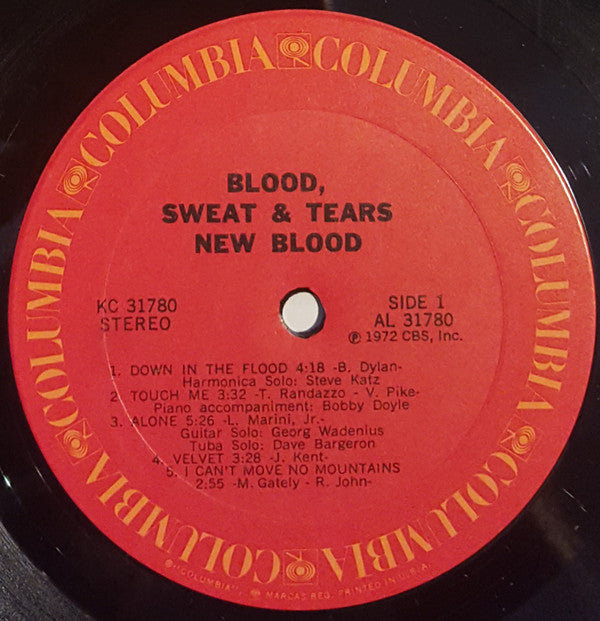 COLUMBIA COLUMBIA COLUMBIA COLUMBIA COLUMBIA COLUMBIA
BLOOD,
SWEAT & TEARS
NEW BLOOD
KC 31780
STEREO
SIDE 1
AL 31780
℗ 1972 CBS, Inc.
1. DOWN IN THE FLOOD 4:18 -B. Dylan-
Harmonica Solo: Steve Katz
2. TOUCH ME 3:32 -T. Randazzo - V. Pike-
Piano accompaniment: Bobby Doyle
3. ALONE 5:26 -L. Marini, Jr.-
Guitar Solo: Georg Wadenius
Tuba Solo: Dave Bargeron
4. VELVET 3:28 -J. Kent-
5. I CAN'T MOVE NO MOUNTAINS
2:55 -M. Gately - R. John-
"COLUMBIA", MARCAS REG. PRINTED IN U.S.A.